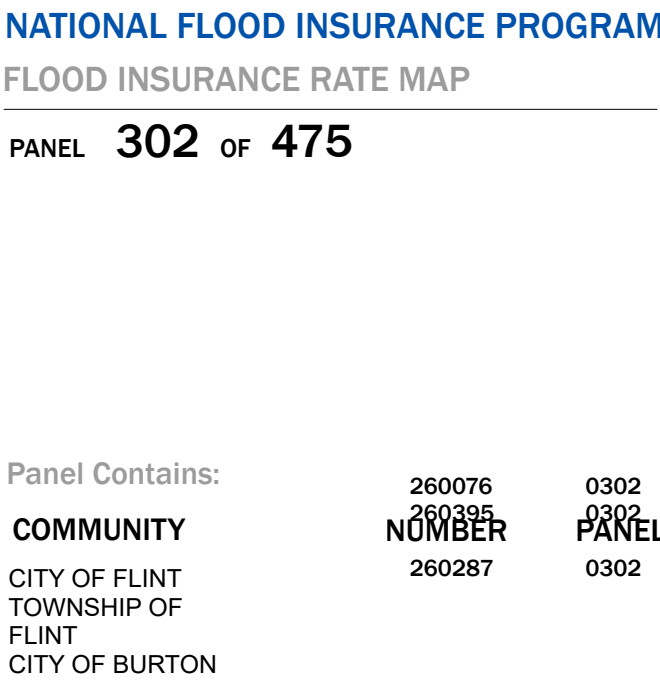 NATIONAL FLOOD INSURANCE PROGRAM
FLOOD INSURANCE RATE MAP
PANEL 302 OF 475
Panel Contains:
260076 0302
260395 0302
COMMUNITY NUMBER PANEL
260287 0302
CITY OF FLINT
TOWNSHIP OF
FLINT
CITY OF BURTON